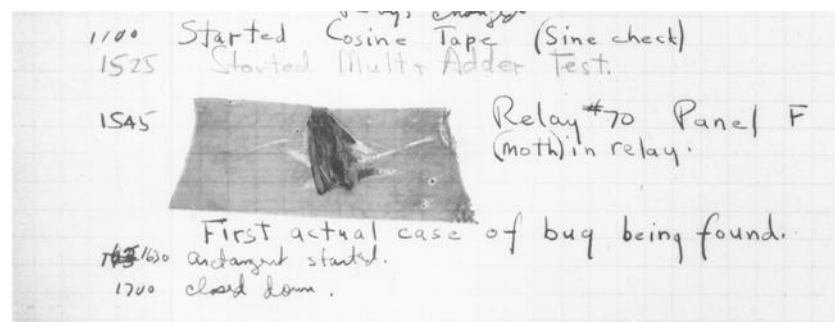 1100 Started Cosine Tape (Sine check)
1525 Started Mult + Adder Test.
1545 Relay #70 Panel F
(moth) in relay.
First actual case of bug being found.
1630 antangent started.
1700 closed down.